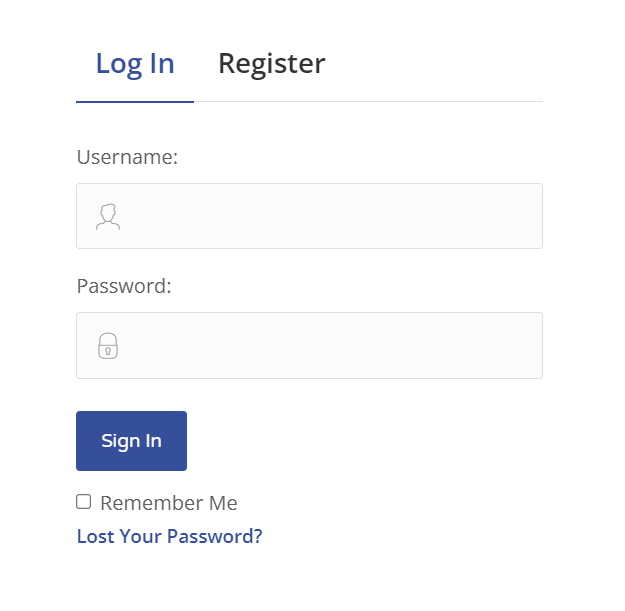 Log In Register
Username:
Password:
Sign In
Remember Me
Lost Your Password?